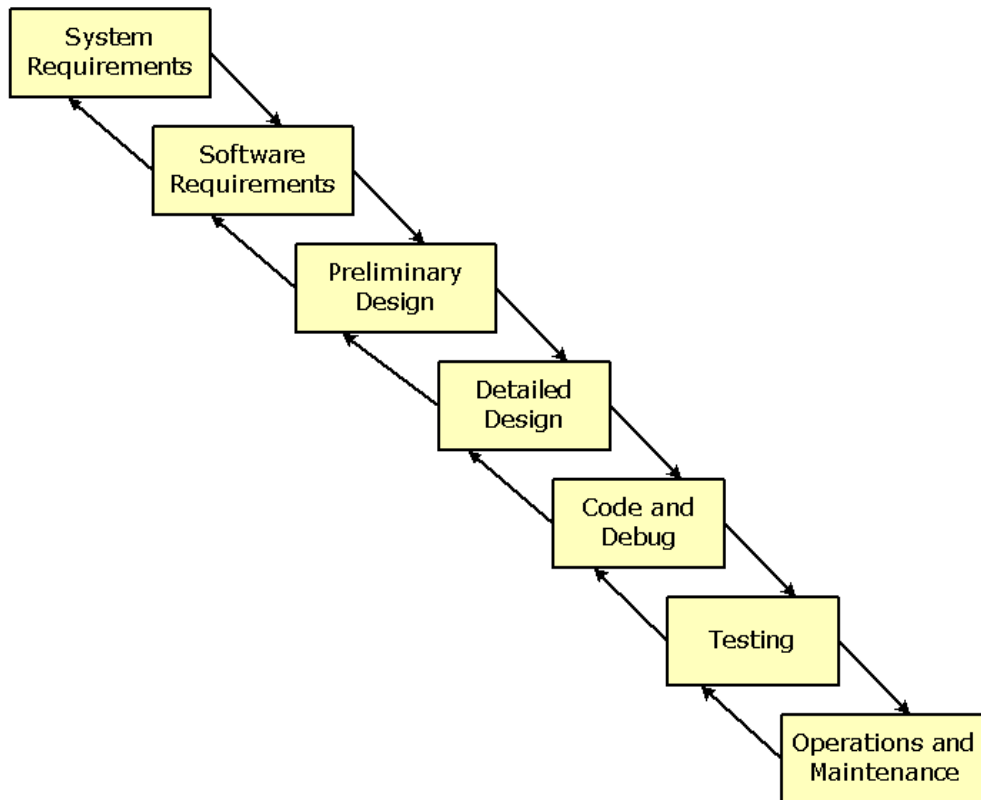 System
Requirements
Software
Requirements
Preliminary
Design
Detailed
Design
Code and
Debug
Testing
Operations and
Maintenance